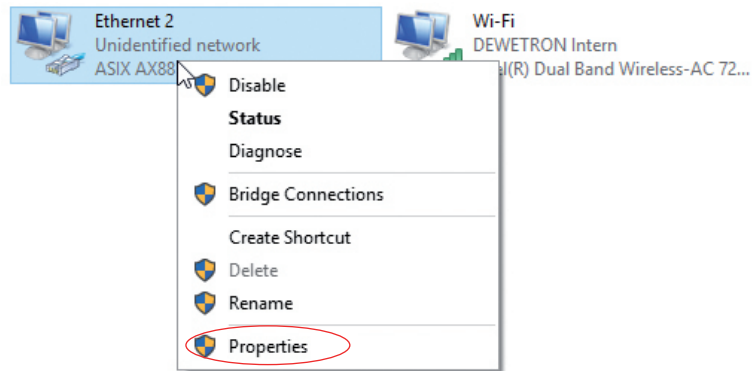 Ethernet 2
Unidentified network
ASIX AX88
Wi-Fi
DEWETRON Intern
l(R) Dual Band Wireless-AC 72...
Disable
Status
Diagnose
Bridge Connections
Create Shortcut
Delete
Rename
Properties